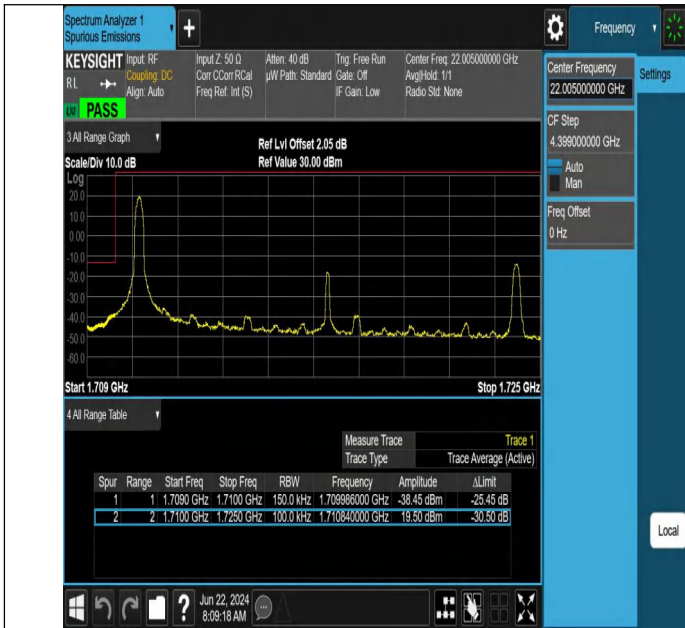 Spectrum Analyzer 1
Spurious Emissions
Frequency
KEYSIGHT
RL
PASS
Input: RF
Coupling: DC
Align: Auto
Input Z: 50 Ω
Corr CCorr RCal
Freq Ref: Int (S)
Atten: 40 dB
µW Path: Standard
Trig: Free Run
Gate: Off
IF Gain: Low
Center Freq: 22.005000000 GHz
Avg|Hold: 1/1
Radio Std: None
Center Frequency
22.005000000 GHz
Settings
CF Step
4.399000000 GHz
Auto
Man
Freq Offset
0 Hz
Local
3 All Range Graph
Ref Lvl Offset 2.05 dB
Scale/Div 10.0 dB
Ref Value 30.00 dBm
Log
20.0
10.0
0.00
-10.0
-20.0
-30.0
-40.0
-50.0
-60.0
Start 1.709 GHz
Stop 1.725 GHz
4 All Range Table
Measure Trace Trace 1
Trace Type Trace Average (Active)
Spur Range Start Freq Stop Freq RBW Frequency Amplitude ΔLimit
1 1 1.7090 GHz 1.7100 GHz 150.0 kHz 1.709986000 GHz -38.45 dBm -25.45 dB
2 2 1.7100 GHz 1.7250 GHz 100.0 kHz 1.710840000 GHz 19.50 dBm -30.50 dB
?
Jun 22, 2024
8:09:18 AM